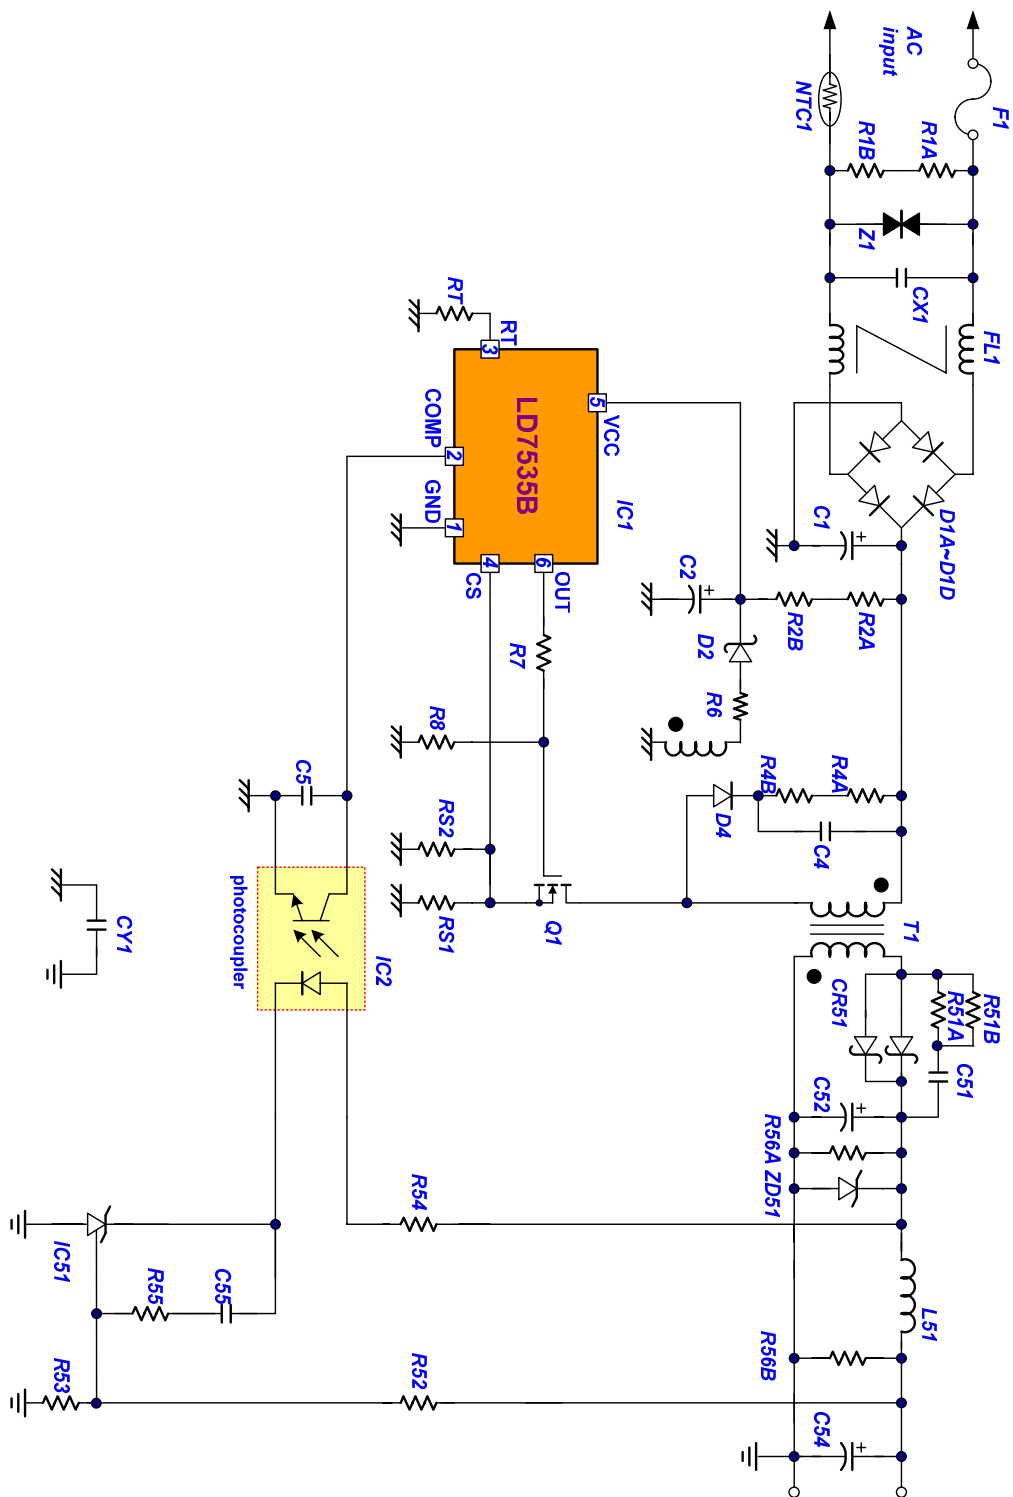 AC
input
F1
NTC1
R1A
R1B
Z1
CX1
FL1
D1A~D1D
C1
R2A
R2B
C2
D2
R6
R4A
R4B
C4
D4
T1
CR51
R51A
R51B
C51
C52
R56A
ZD51
L51
R56B
C54
RT
RT
3
COMP
2
GND
1
LD7535B
5
VCC
IC1
4
CS
6
OUT
R7
R8
RS2
RS1
Q1
C5
photocoupler
IC2
CY1
R54
IC51
R55
C55
R53
R52
+
+
+
+